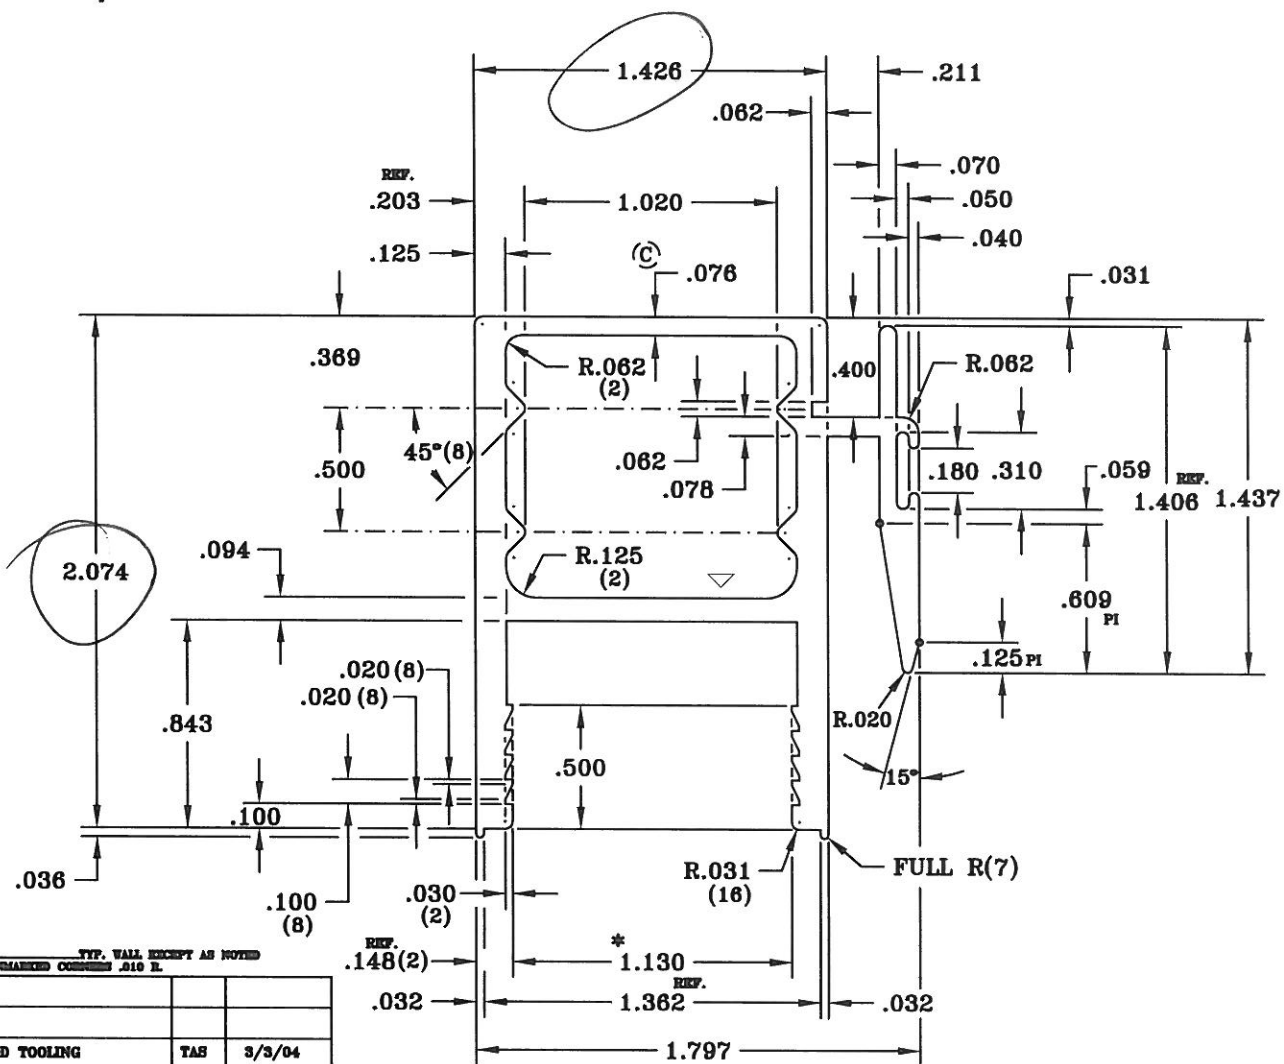 1.426
.211
.062
.070
REF.
.203
1.020
.050
.040
.125
C
.076
.031
.369
R.062
(2)
.400
R.062
45°(8)
.500
.062
.078
.180
.310
.059
REF.
1.406
1.437
.094
2.074
R.125
(2)
.609
PI
.020 (8)
.020 (8)
.125 PI
.843
R.020
.500
15°
.100
.036
.100
(8)
.030
(2)
R.031
(16)
FULL R(7)
TYP. WALL EXCEPT AS NOTED
CORNERS .010 R.
REF.
.148(2)
*
1.130
REF.
.032
1.362
.032
D TOOLING TAS 3/3/04
1.797